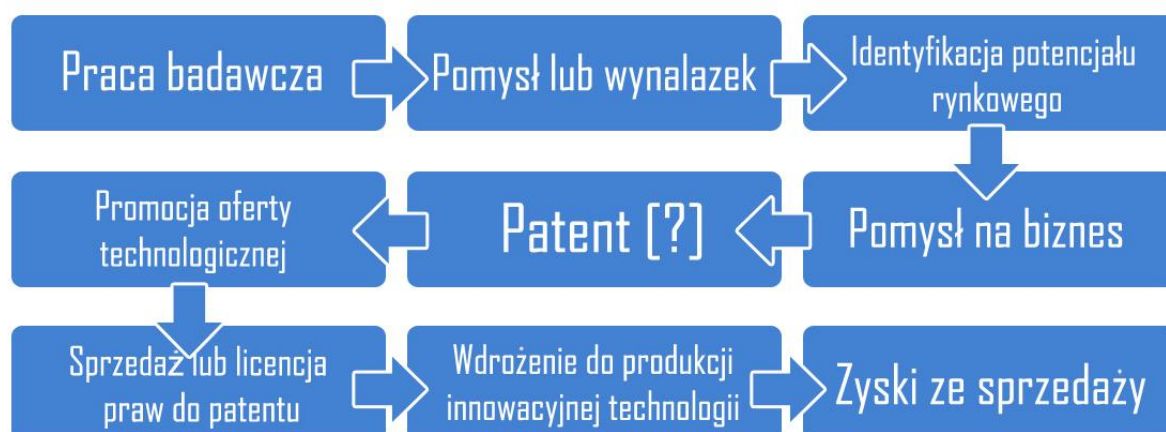 Praca badawcza
Pomysł lub wynalazek
Identyfikacja potencjału
rynkowego
Pomysł na biznes
Patent [?]
Promocja oferty
technologicznej
Sprzedaż lub licencja
praw do patentu
Wdrożenie do produkcji
innowacyjnej technologii
Zyski ze sprzedaży